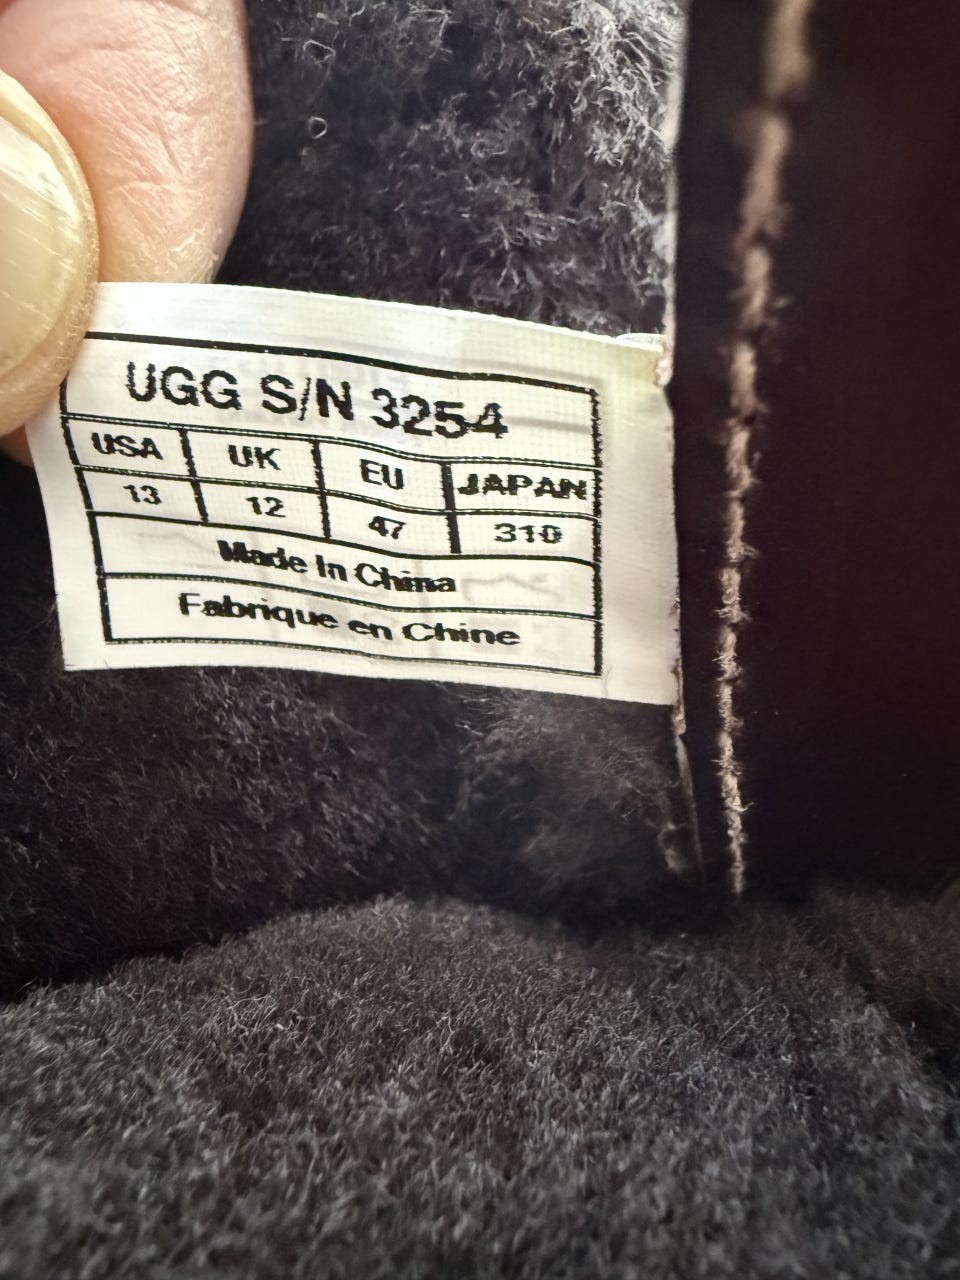 UGG S/N 3254
USA UK EU JAPAN
13 12 47 310
Made In China
Fabrique en Chine